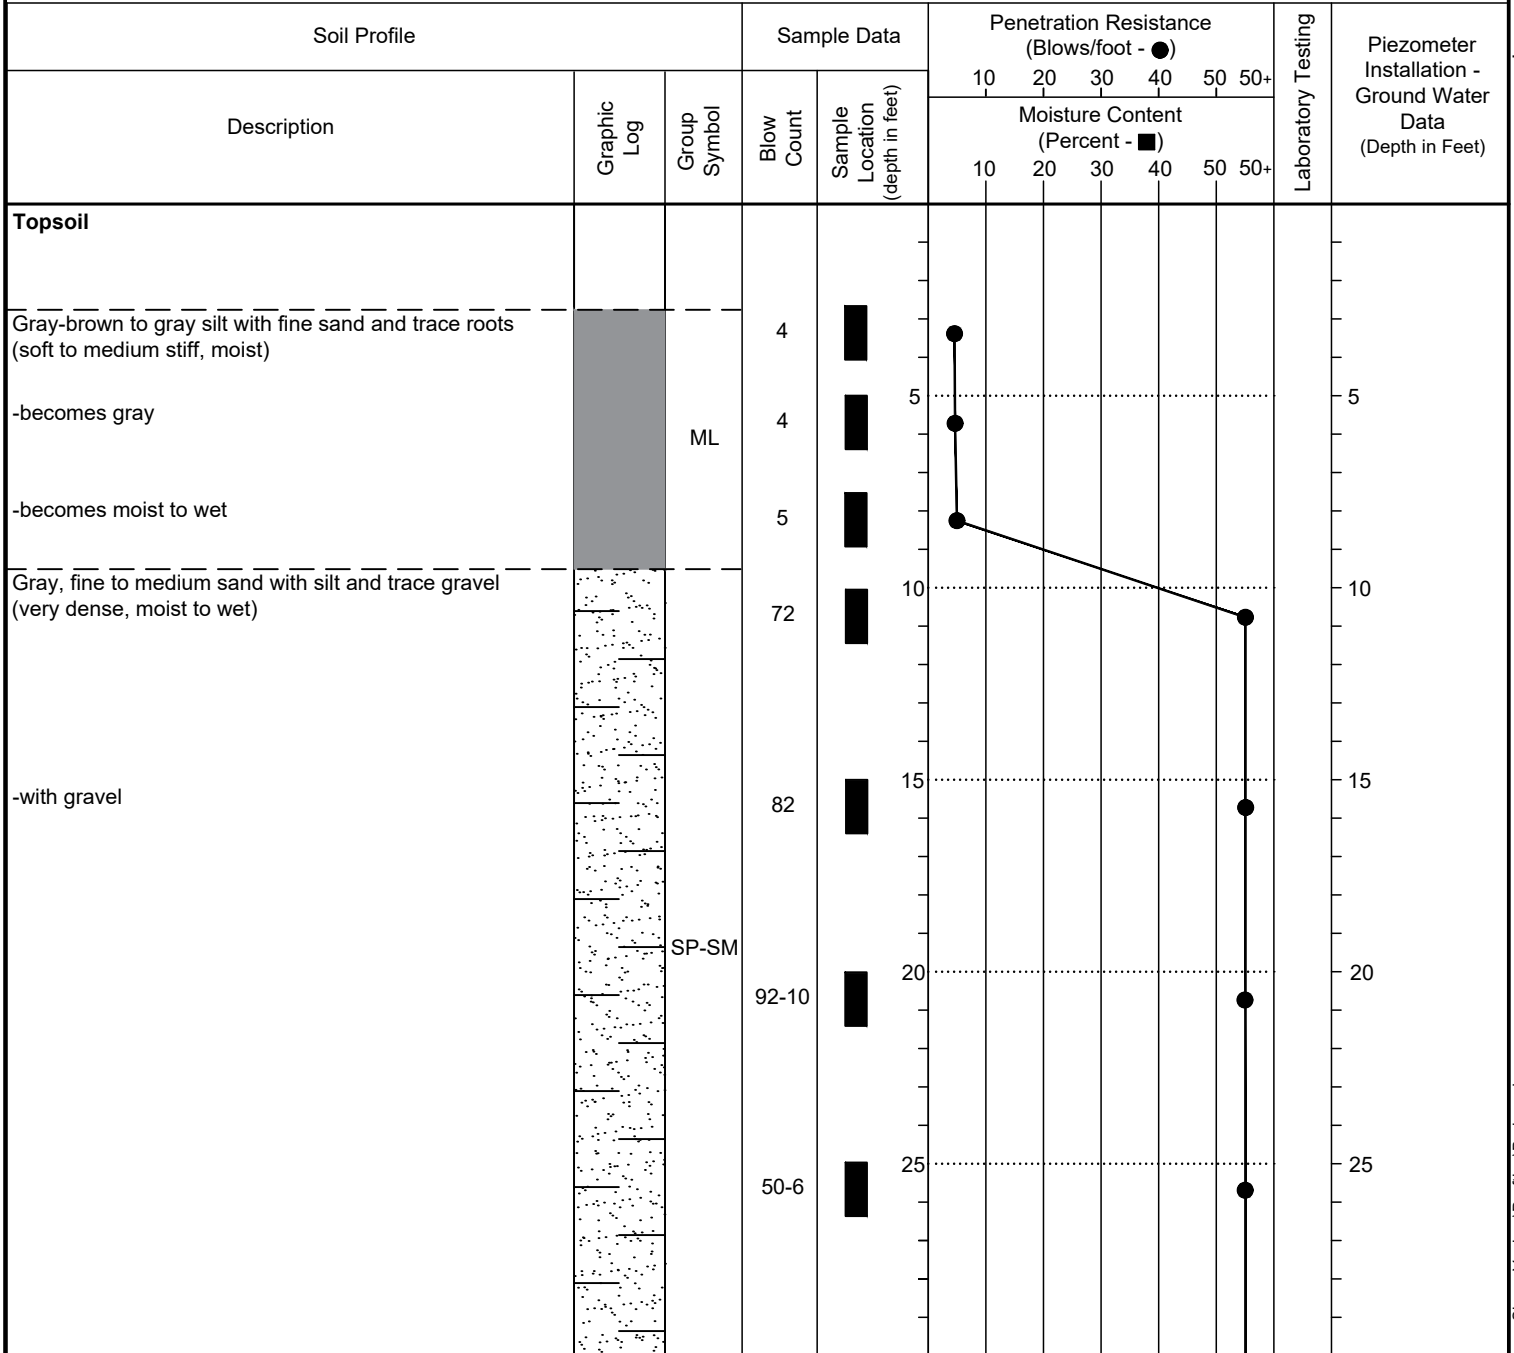 Soil Profile
Sample Data
Penetration Resistance
(Blows/foot - ●)
10 20 30 40 50 50+
Moisture Content
(Percent - ■)
10 20 30 40 50 50+
Laboratory Testing
Piezometer
Installation -
Ground Water
Data
(Depth in Feet)
Description
Graphic
Log
Group
Symbol
Blow
Count
Sample
Location
(depth in feet)
Topsoil
Gray-brown to gray silt with fine sand and trace roots
(soft to medium stiff, moist)
4
5 5
-becomes gray
4
ML
-becomes moist to wet
5
Gray, fine to medium sand with silt and trace gravel
(very dense, moist to wet)
10 10
72
15 15
-with gravel
82
SP-SM
20 20
92-10
25 25
50-6